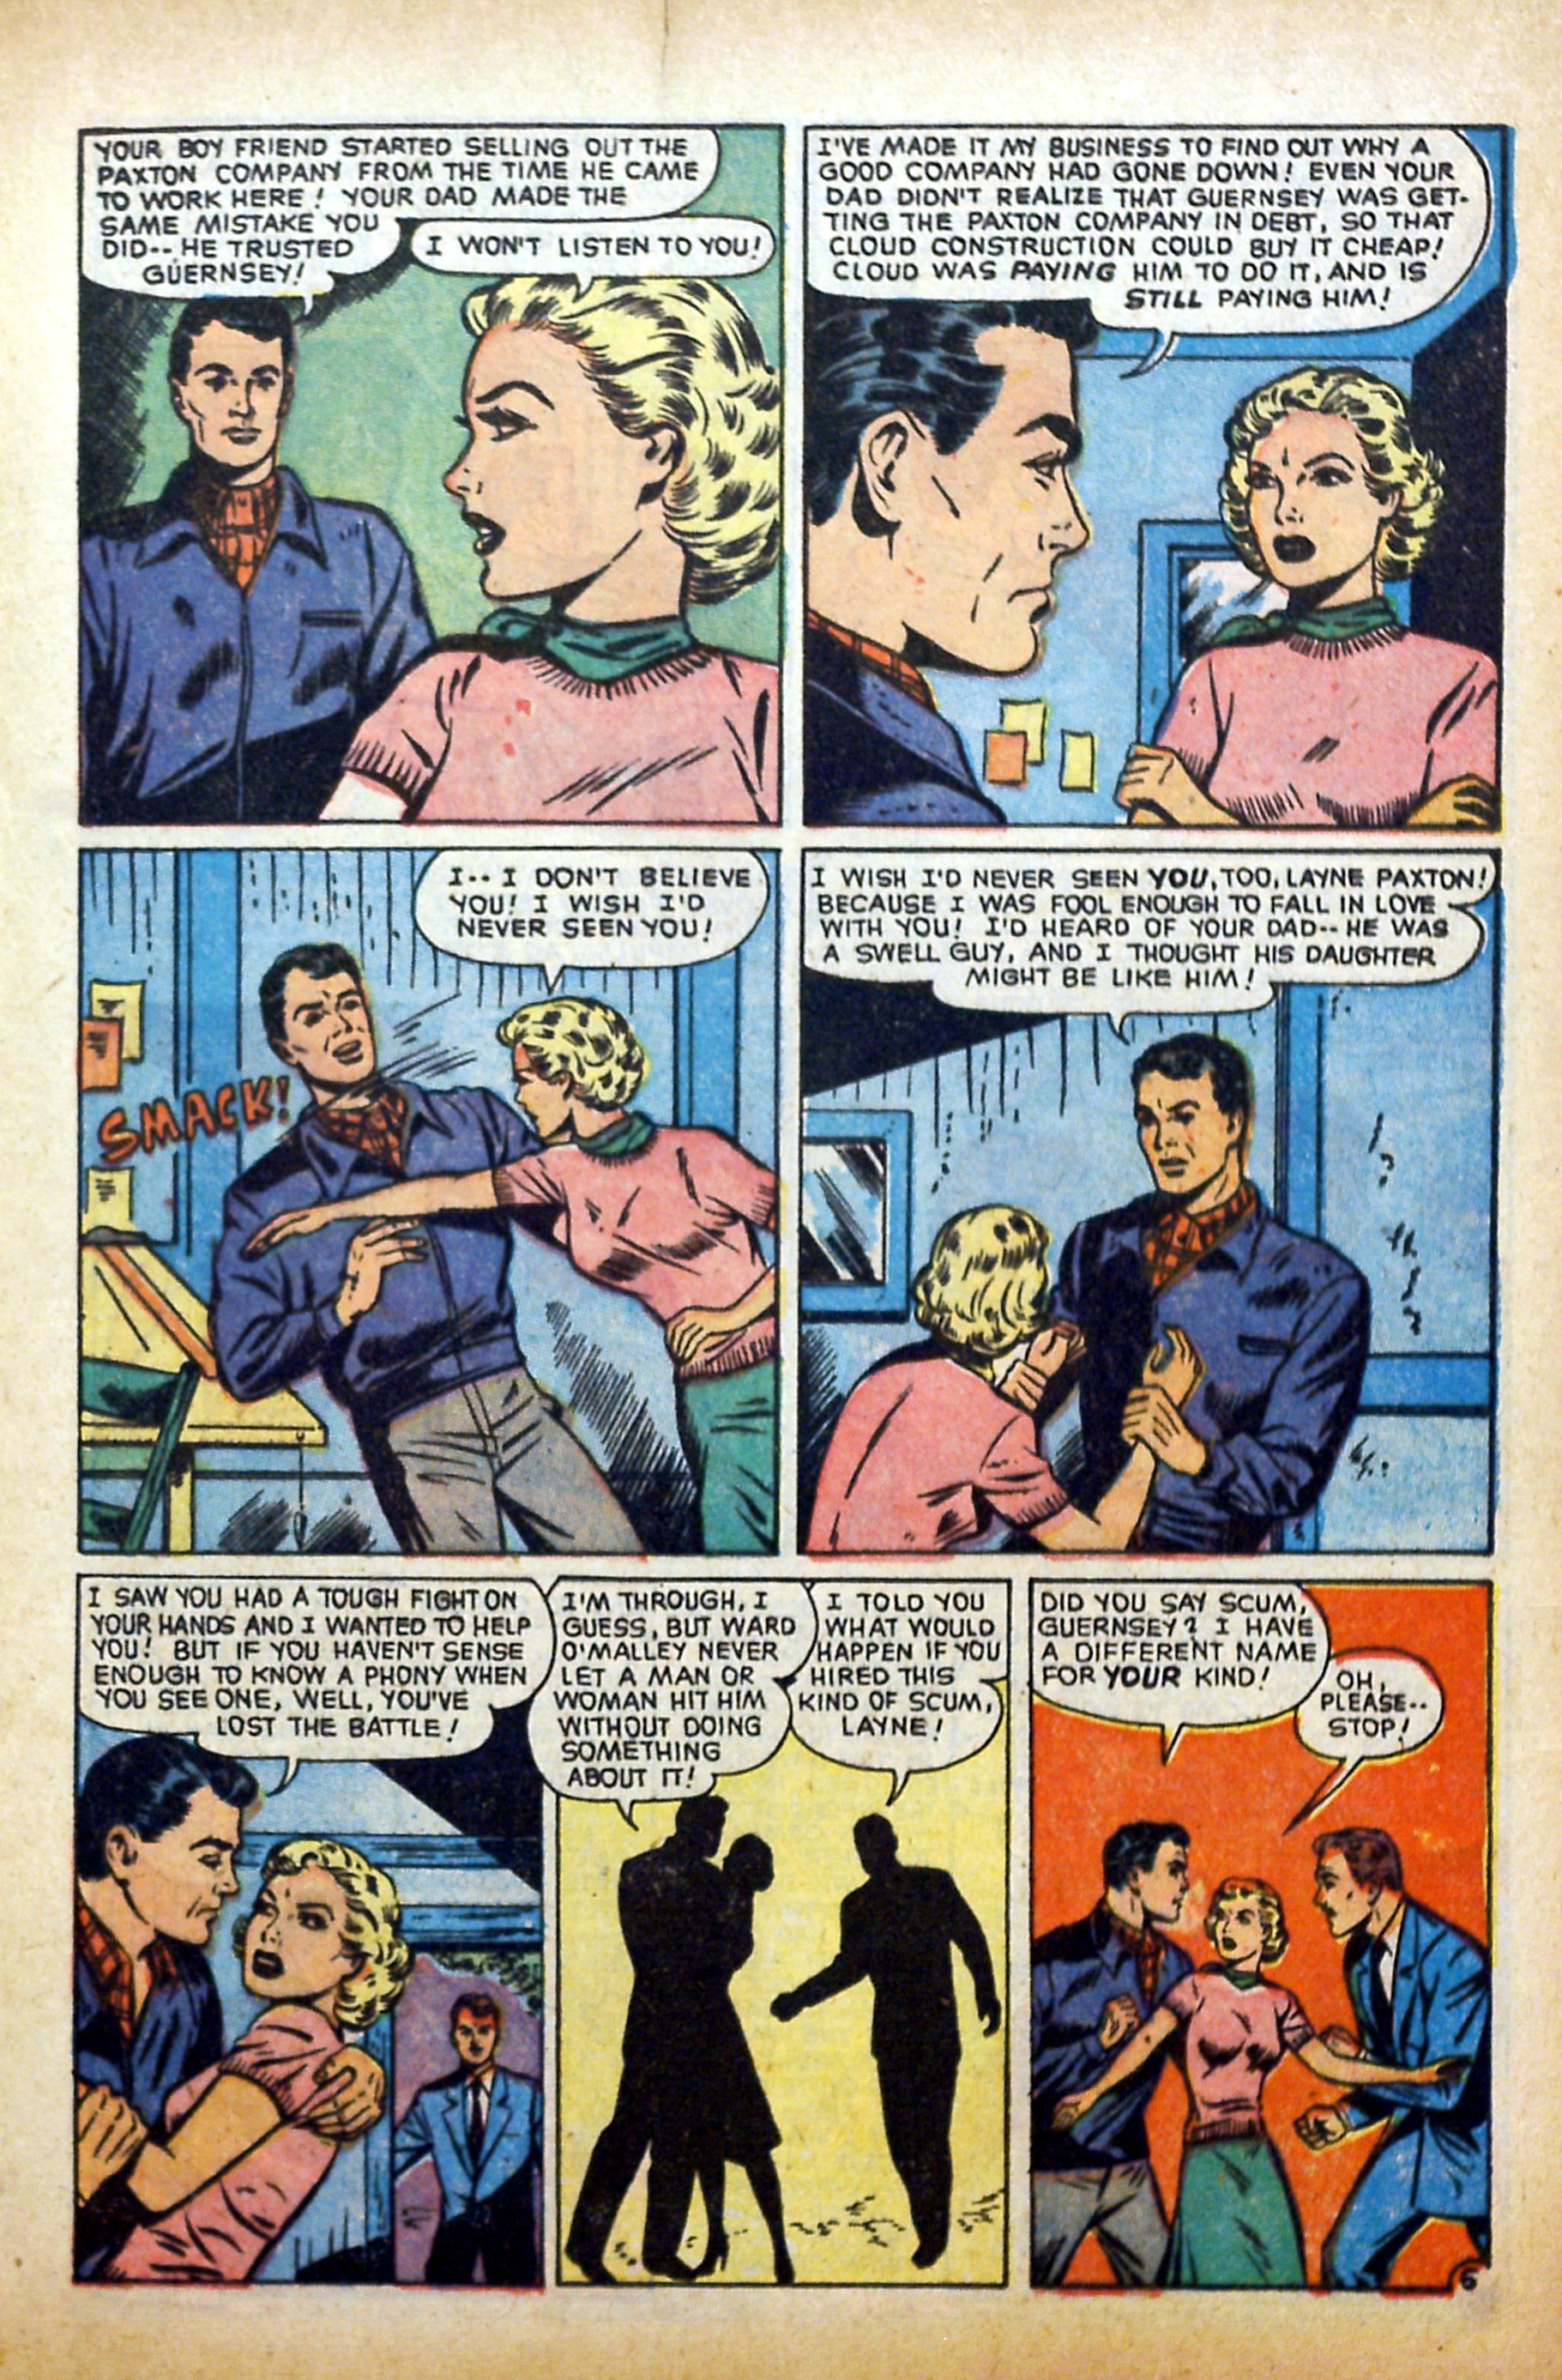 YOUR BOY FRIEND STARTED SELLING OUT THE
PAXTON COMPANY FROM THE TIME HE CAME
TO WORK HERE! YOUR DAD MADE THE
SAME MISTAKE YOU
DID-- HE TRUSTED
GUERNSEY!
I WON'T LISTEN TO YOU!
I'VE MADE IT MY BUSINESS TO FIND OUT WHY A
GOOD COMPANY HAD GONE DOWN! EVEN YOUR
DAD DIDN'T REALIZE THAT GUERNSEY WAS GET-
TING THE PAXTON COMPANY IN DEBT, SO THAT
CLOUD CONSTRUCTION COULD BUY IT CHEAP!
CLOUD WAS PAYING HIM TO DO IT, AND IS
STILL PAYING HIM!
I-- I DON'T BELIEVE
YOU! I WISH I'D
NEVER SEEN YOU!
SMACK!
I WISH I'D NEVER SEEN YOU, TOO, LAYNE PAXTON!
BECAUSE I WAS FOOL ENOUGH TO FALL IN LOVE
WITH YOU! I'D HEARD OF YOUR DAD-- HE WAS
A SWELL GUY, AND I THOUGHT HIS DAUGHTER
MIGHT BE LIKE HIM!
I SAW YOU HAD A TOUGH FIGHT ON
YOUR HANDS AND I WANTED TO HELP
YOU! BUT IF YOU HAVEN'T SENSE
ENOUGH TO KNOW A PHONY WHEN
YOU SEE ONE, WELL, YOU'VE
LOST THE BATTLE!
I'M THROUGH, I
GUESS, BUT WARD
O'MALLEY NEVER
LET A MAN OR
WOMAN HIT HIM
WITHOUT DOING
SOMETHING
ABOUT IT!
I TOLD YOU
WHAT WOULD
HAPPEN IF YOU
HIRED THIS
KIND OF SCUM,
LAYNE!
DID YOU SAY SCUM,
GUERNSEY? I HAVE
A DIFFERENT NAME
FOR YOUR KIND!
OH,
PLEASE--
STOP!
6